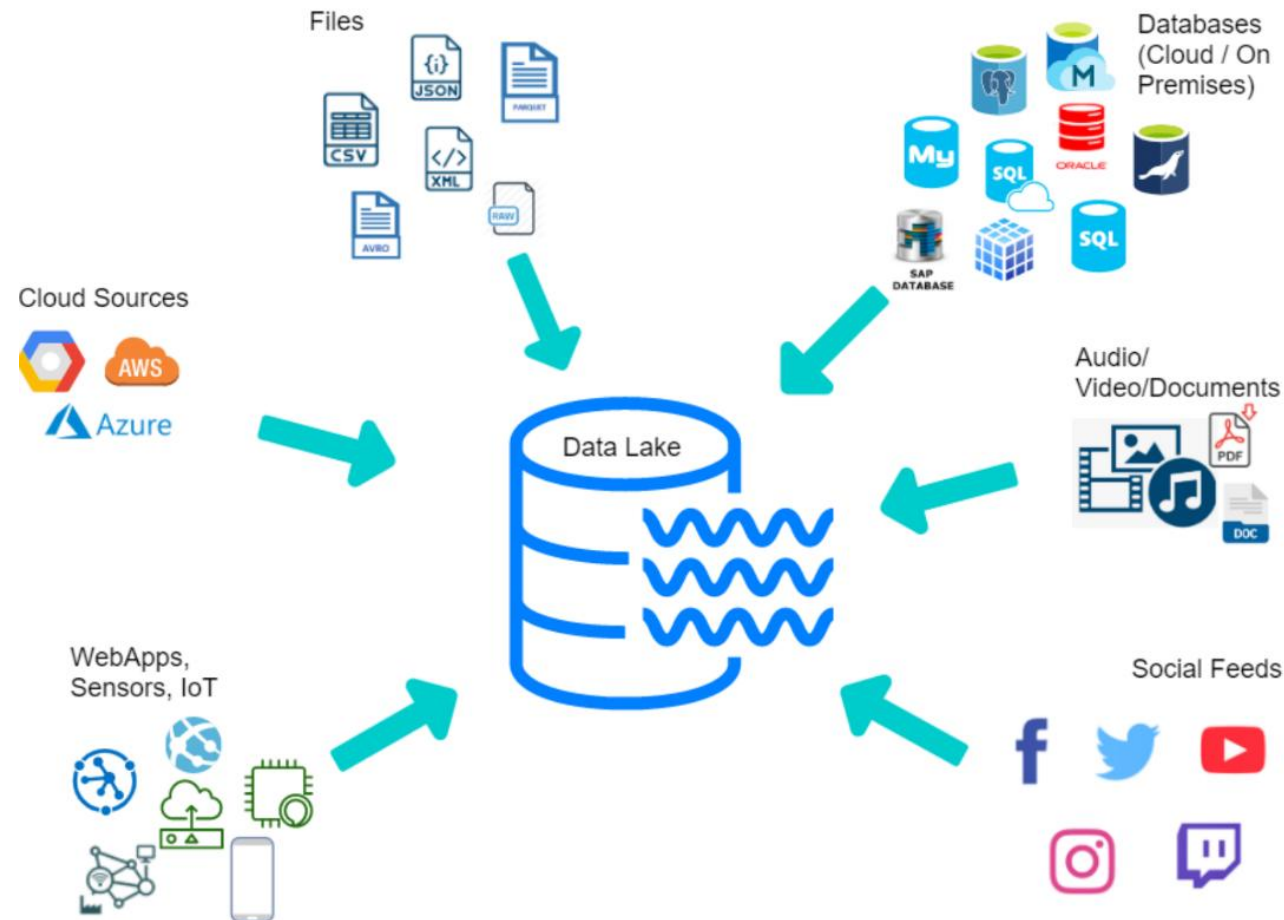 Files
{i}
JSON
PARQUET
CSV
</>
XML
RAW
AVRO
Databases
(Cloud / On
Premises)
M
My
SQL
ORACLE
SQL
SAP
DATABASE
Cloud Sources
AWS
Azure
Audio/
Video/Documents
PDF
DOC
Data Lake
WebApps,
Sensors, IoT
Social Feeds
f